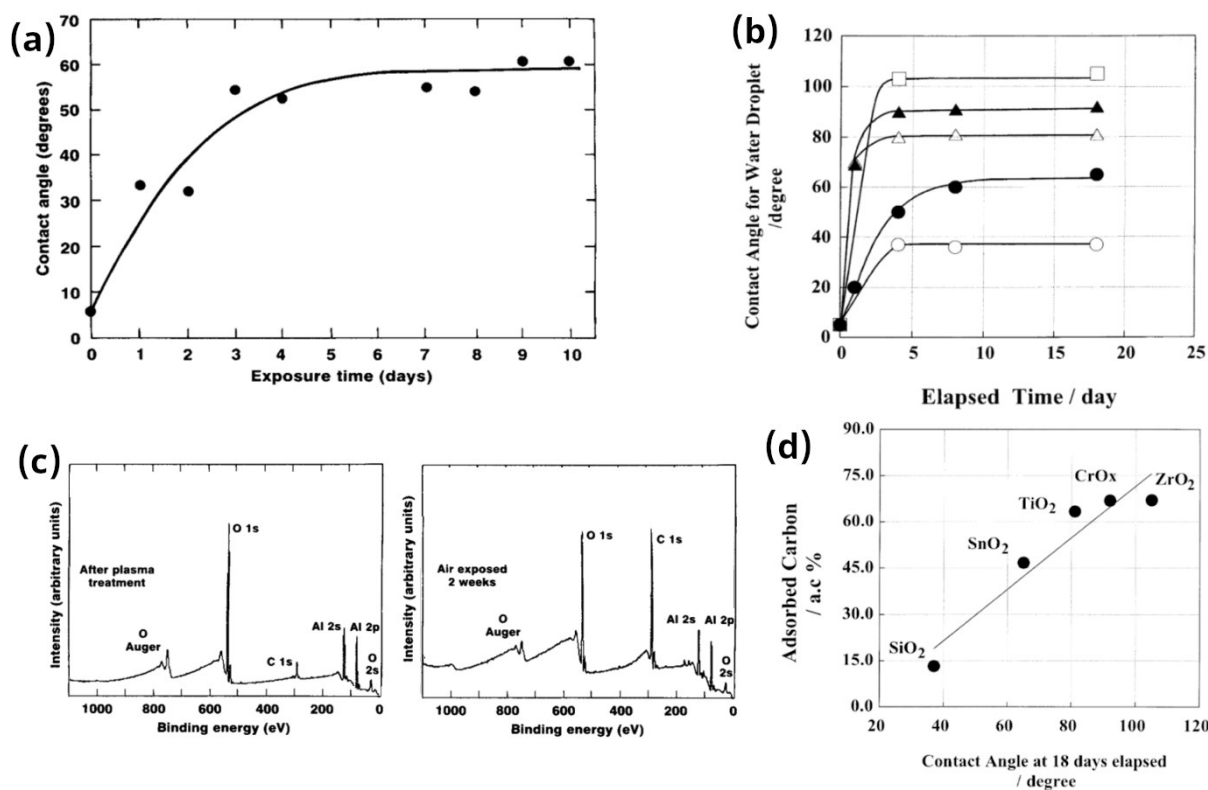 (a)
70
60
50
40
30
20
10
0
Contact angle (degrees)
0 1 2 3 4 5 6 7 8 9 10
Exposure time (days)
(b)
120
100
80
60
40
20
0
Contact Angle for Water Droplet
/degree
0 5 10 15 20 25
Elapsed Time / day
(c)
Intensity (arbitrary units)
After plasma
treatment
O 1s
O
Auger
C 1s
Al 2s
Al 2p
O
2s
1000 800 600 400 200 0
Binding energy (eV)
Intensity (arbitrary units)
Air exposed
2 weeks
O 1s
C 1s
O
Auger
Al 2s
Al 2p
O
2s
1000 800 600 400 200 0
Binding energy (eV)
(d)
90.0
75.0
60.0
45.0
30.0
15.0
0.0
Adsorbed Carbon
/ a.c %
SiO2
SnO2
TiO2
CrOx
ZrO2
20 40 60 80 100 120
Contact Angle at 18 days elapsed
/ degree